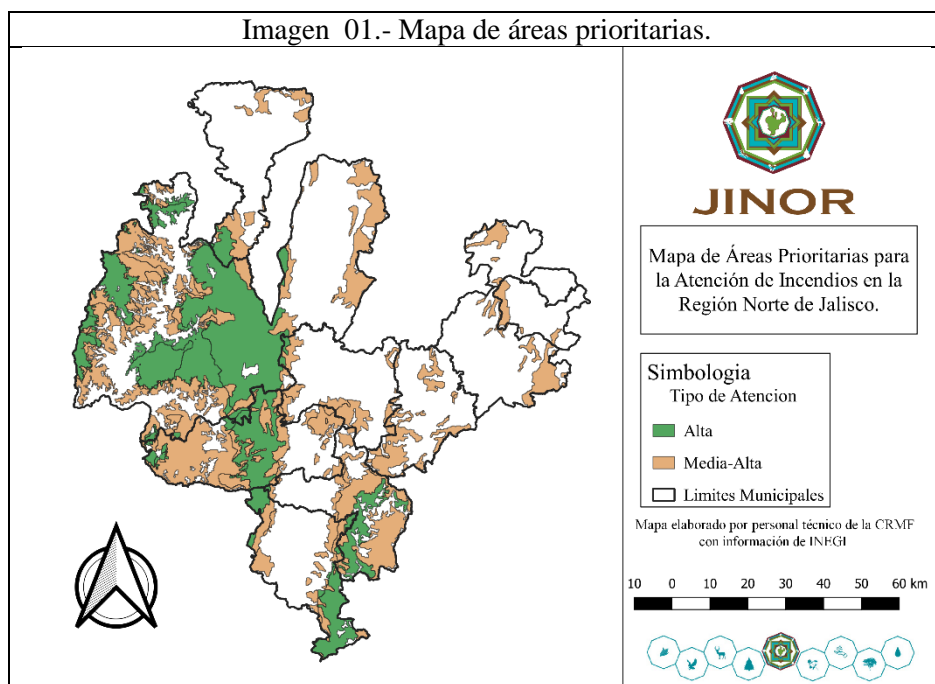 Imagen 01.- Mapa de áreas prioritarias.
JINOR
Mapa de Áreas Prioritarias para
la Atención de Incendios en la
Región Norte de Jalisco.
Simbologia
Tipo de Atencion
Alta
Media-Alta
Limites Municipales
Mapa elaborado por personal técnico de la CRMF
con información de INEGI
10 0 10 20 30 40 50 60 km